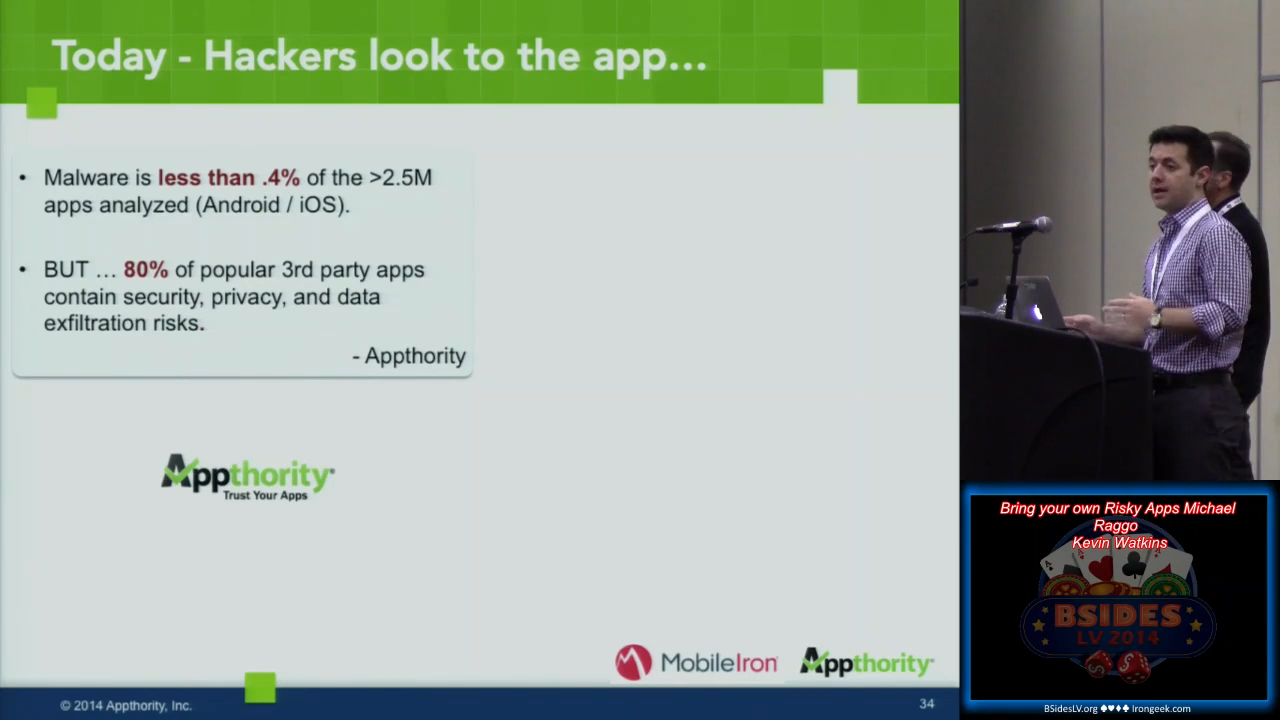 Today - Hackers look to the app...
• Malware is less than .4% of the >2.5M
apps analyzed (Android / iOS).
• BUT ... 80% of popular 3rd party apps
contain security, privacy, and data
exfiltration risks.
- Appthority
Appthority
Trust Your Apps
MobileIron
Appthority
© 2014 Appthority, Inc.
34
Bring your own Risky Apps Michael
Raggo
Kevin Watkins
BSIDES
LV 2014
BSidesLV.org ♠♥♦♣ Irongeek.com